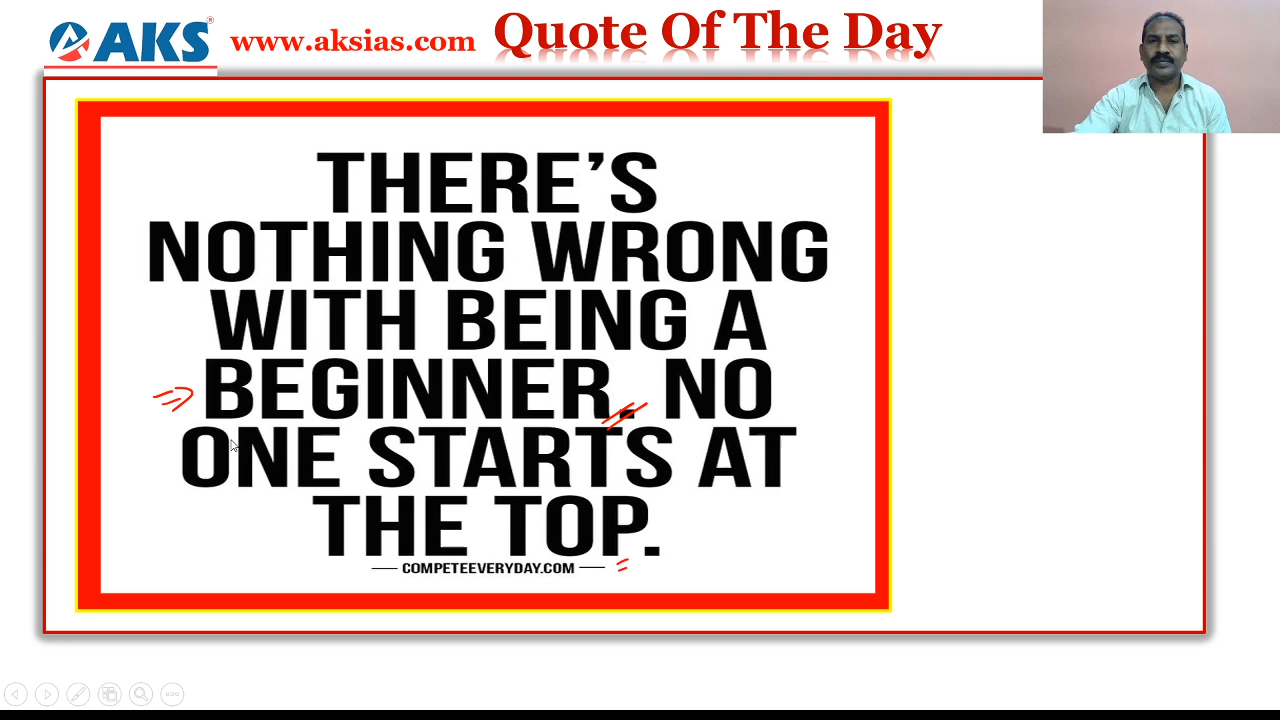 AKS®
www.aksias.com
Quote Of The Day
THERE'S
NOTHING WRONG
WITH BEING A
BEGINNER. NO
ONE STARTS AT
THE TOP.
COMPETEEVERYDAY.COM